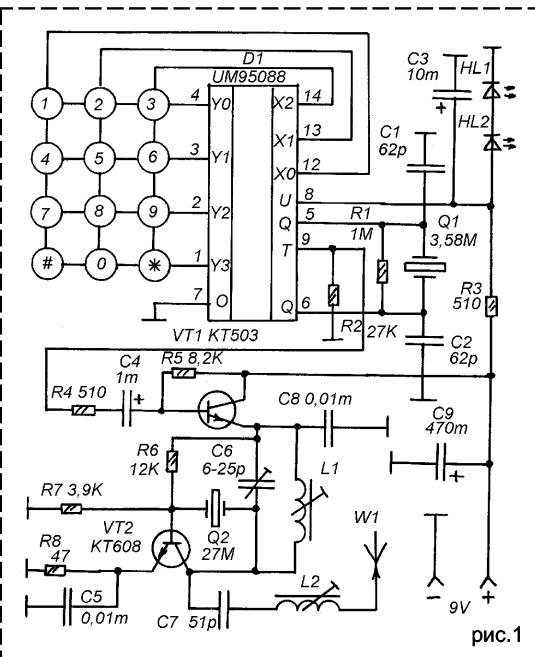 D1
UM95088
C3
10m
HL1
HL2
1
2
3
4
Y0
X2
14
13
X1
4
5
6
3
Y1
X0
12
C1
62p
7
8
9
2
Y2
U
8
Q
5
R1
1M
Q1
3,58M
T
9
#
0
*
1
Y3
7
O
Q
6
R2 27K
R3
510
C2
62p
VT1 KT503
C4
1m
+
R5 8,2K
R4 510
C8 0,01m
C9
470m
+
R6
12K
C6
6-25p
L1
R7 3,9K
VT2
KT608
Q2
27M
W1
R8
47
C5
0,01m
C7 51p
L2
- 9V +
рис.1